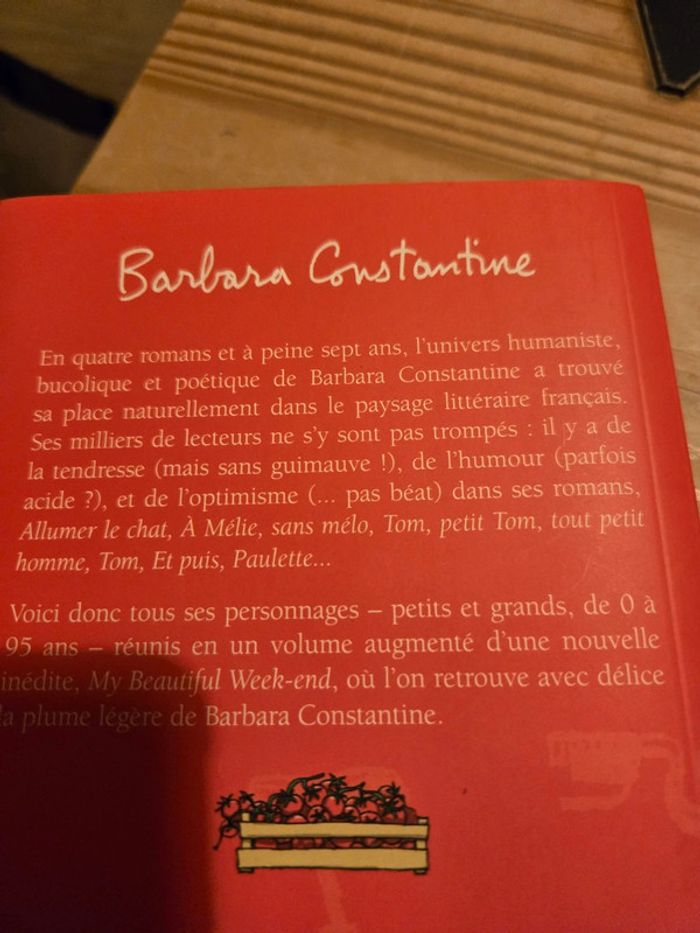 Barbara Constantine
En quatre romans et à peine sept ans, l'univers humaniste,
bucolique et poétique de Barbara Constantine a trouvé
sa place naturellement dans le paysage littéraire français.
Ses milliers de lecteurs ne s'y sont pas trompés : il y a de
la tendresse (mais sans guimauve !), de l'humour (parfois
acide ?), et de l'optimisme (... pas béat) dans ses romans,
Allumer le chat, À Mélie, sans mélo, Tom, petit Tom, tout petit
homme, Tom, Et puis, Paulette...
Voici donc tous ses personnages – petits et grands, de 0 à
95 ans – réunis en un volume augmenté d'une nouvelle
inédite, My Beautiful Week-end, où l'on retrouve avec délice
la plume légère de Barbara Constantine.